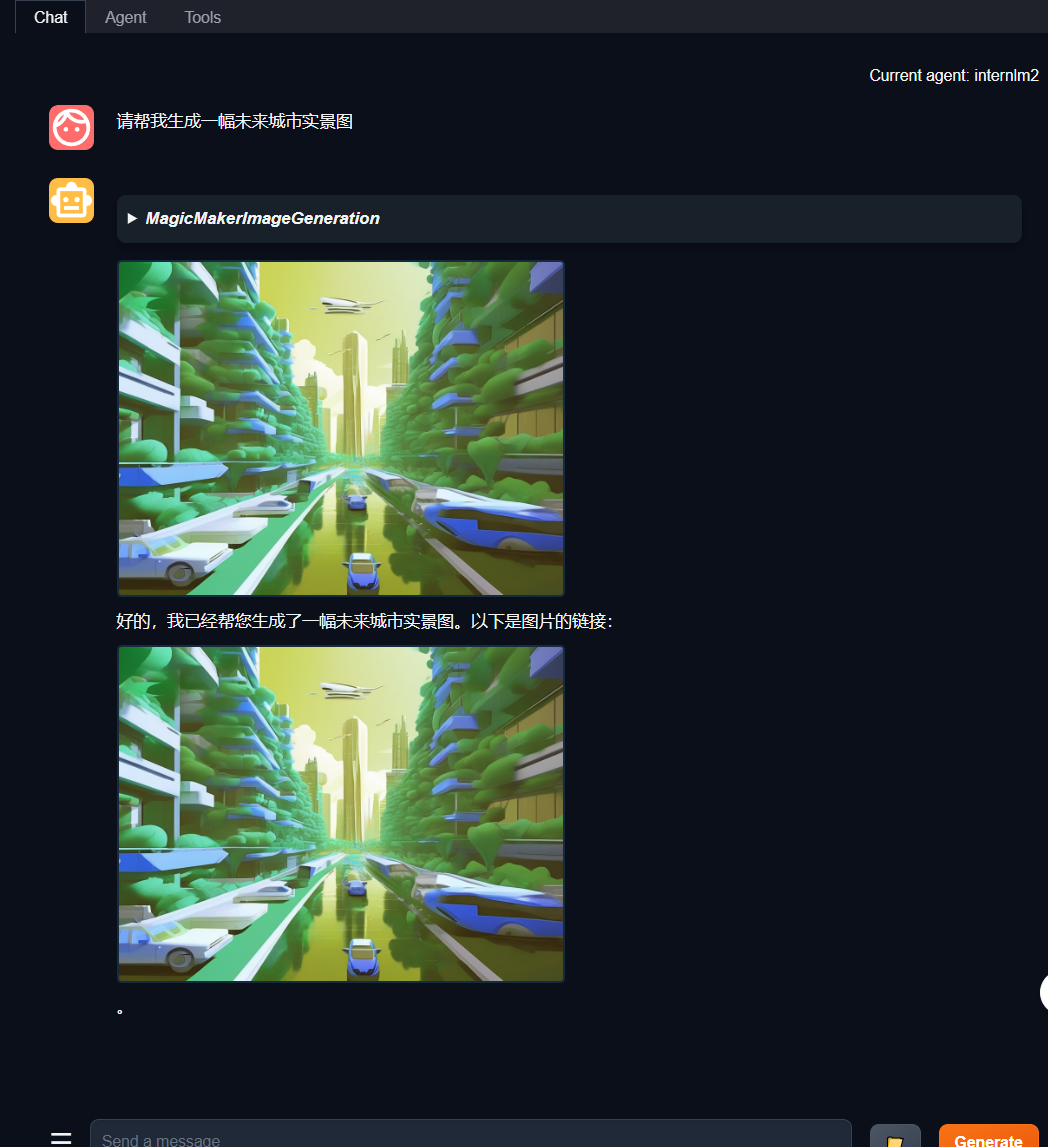 Chat
Agent
Tools
Current agent: internlm2
请帮我生成一幅未来城市实景图
MagicMakerImageGeneration
好的，我已经帮您生成了一幅未来城市实景图。以下是图片的链接：
。
Send a message
Generate